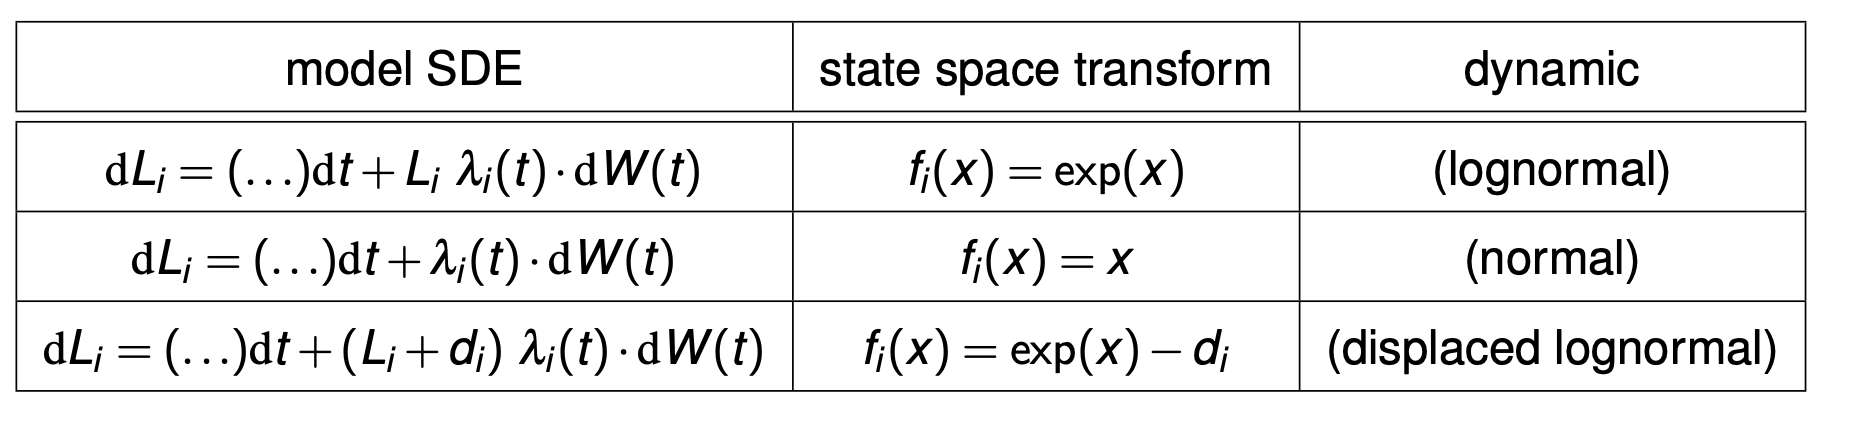 model SDE state space transform dynamic
dL_i = (...)dt + L_i λ_i(t) · dW(t) f_i(x) = exp(x) (lognormal)
dL_i = (...)dt + λ_i(t) · dW(t) f_i(x) = x (normal)
dL_i = (...)dt + (L_i + d_i) λ_i(t) · dW(t) f_i(x) = exp(x) − d_i (displaced lognormal)